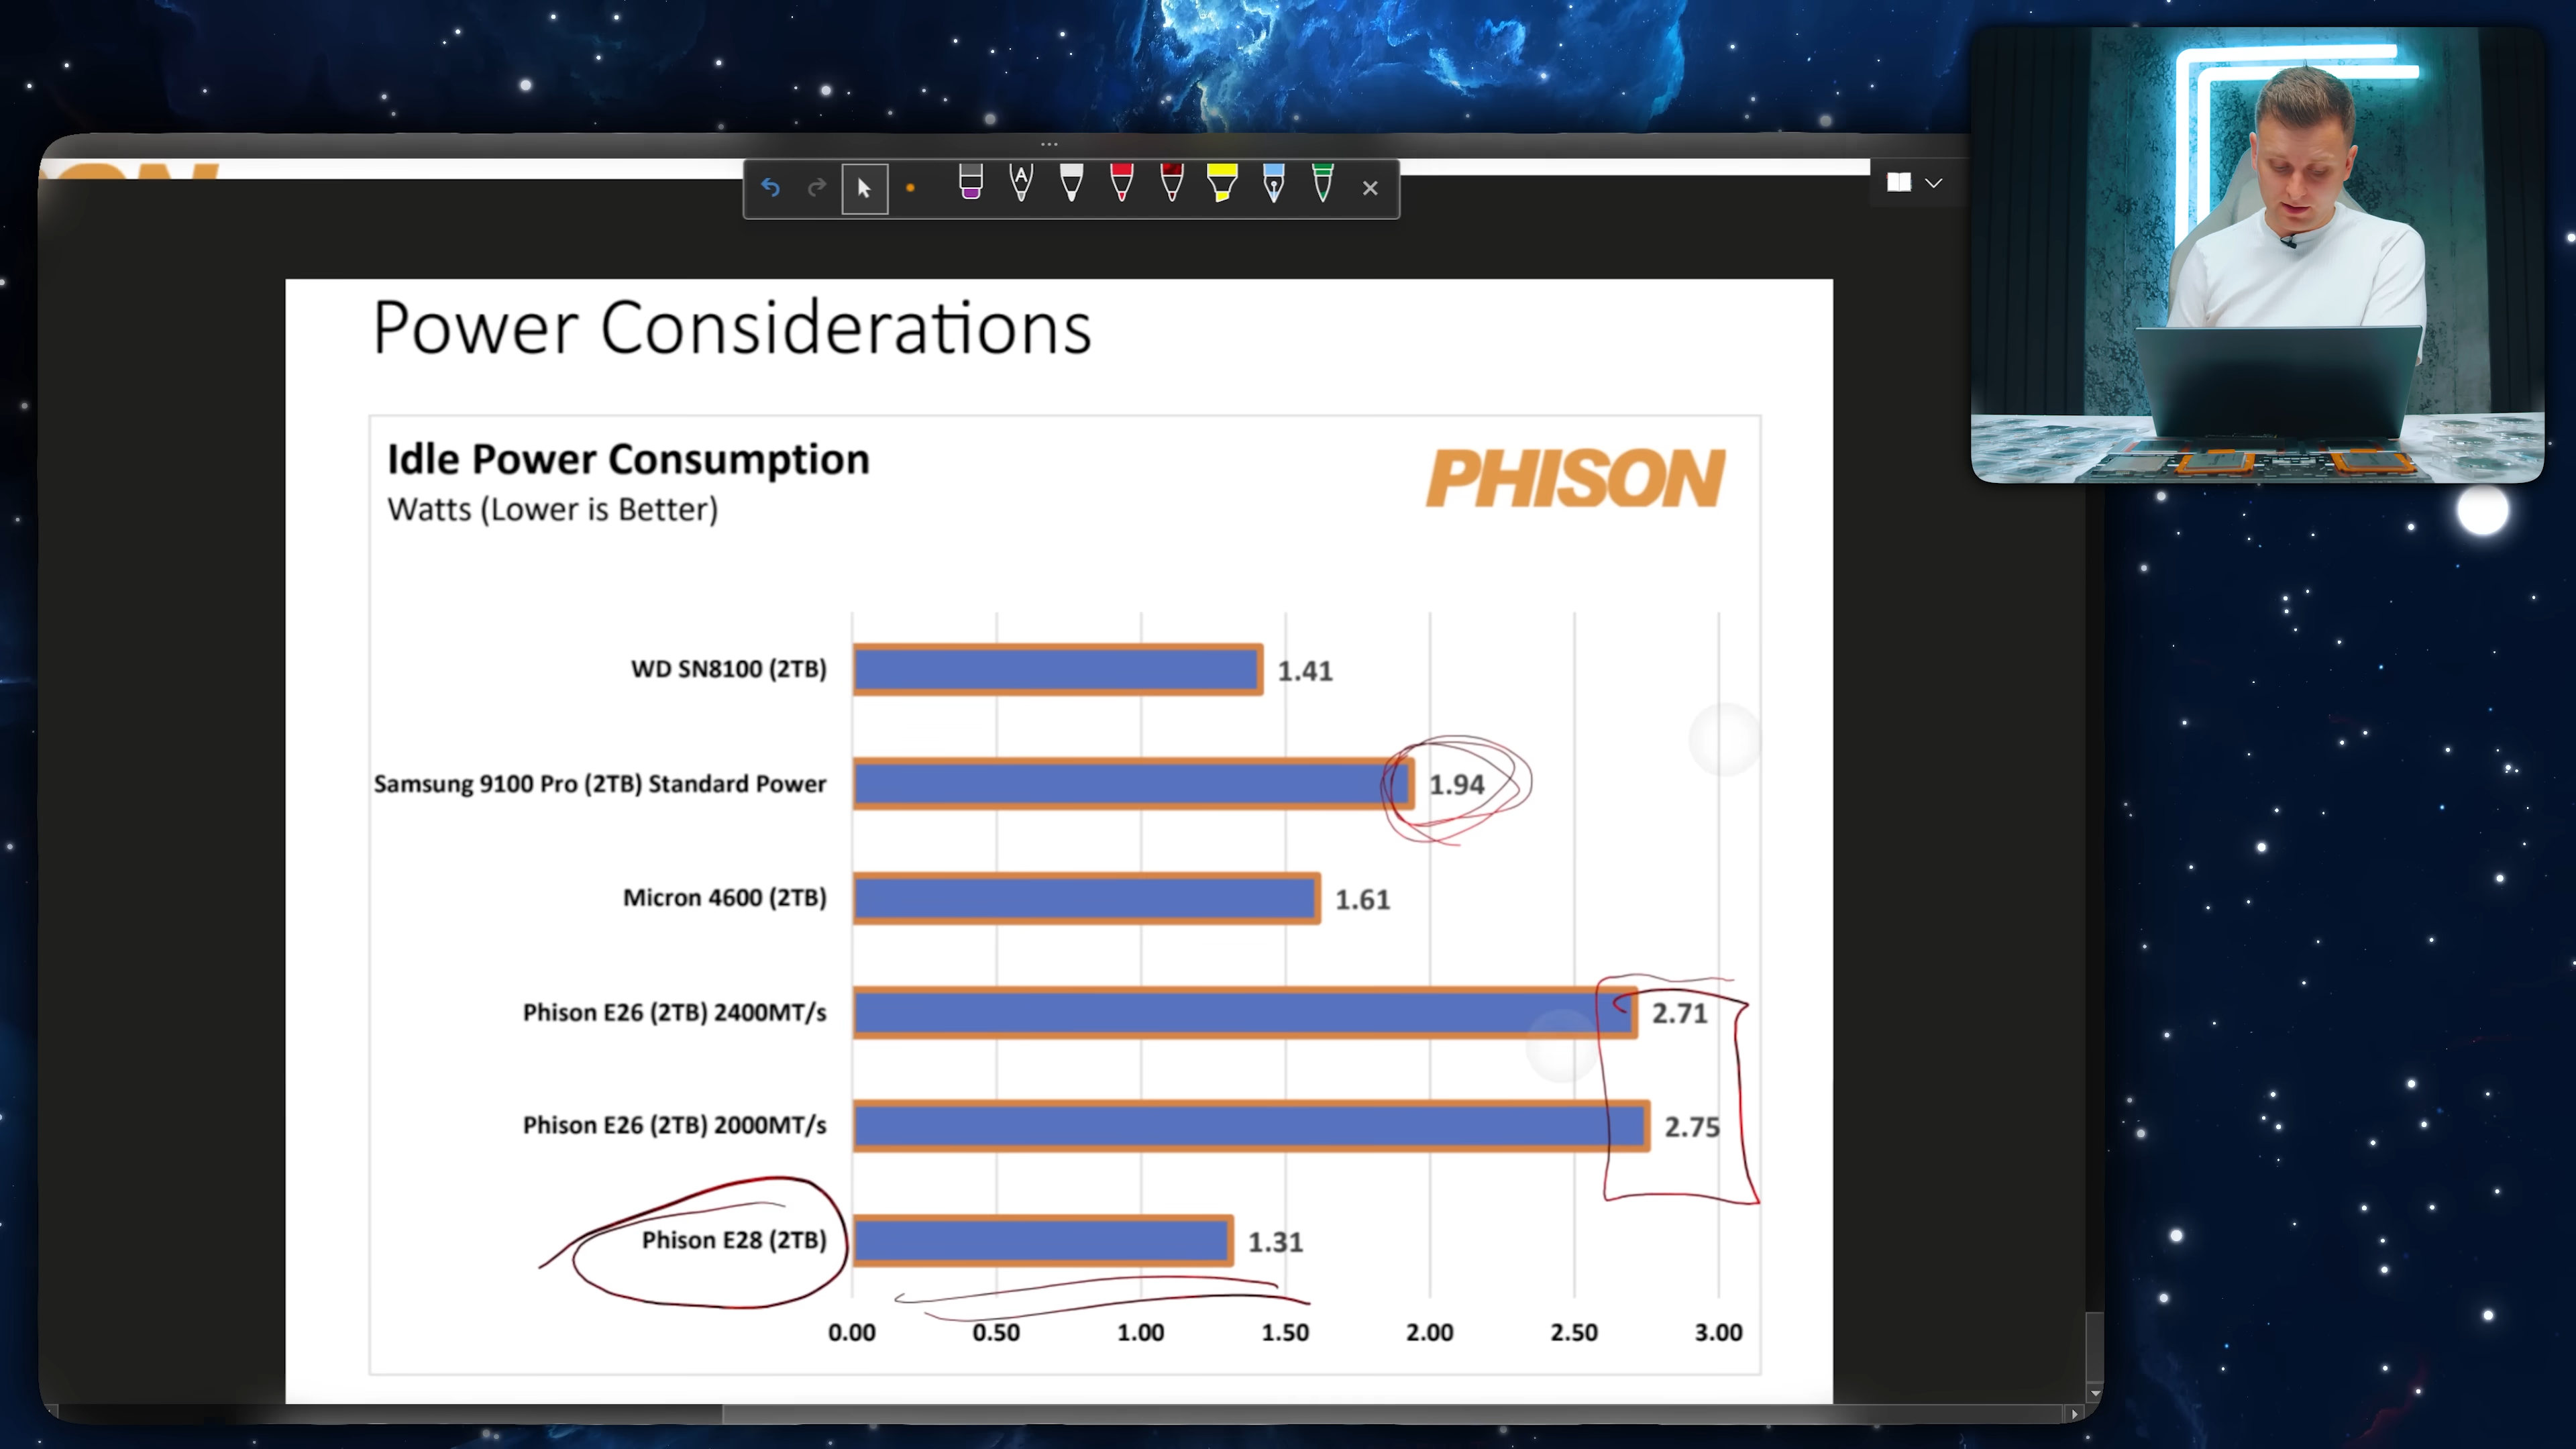 ON
A
Power Considerations
Idle Power Consumption
Watts (Lower is Better)
PHISON
WD SN8100 (2TB)
1.41
Samsung 9100 Pro (2TB) Standard Power
1.94
Micron 4600 (2TB)
1.61
Phison E26 (2TB) 2400MT/s
2.71
Phison E26 (2TB) 2000MT/s
2.75
Phison E28 (2TB)
1.31
0.00 0.50 1.00 1.50 2.00 2.50 3.00